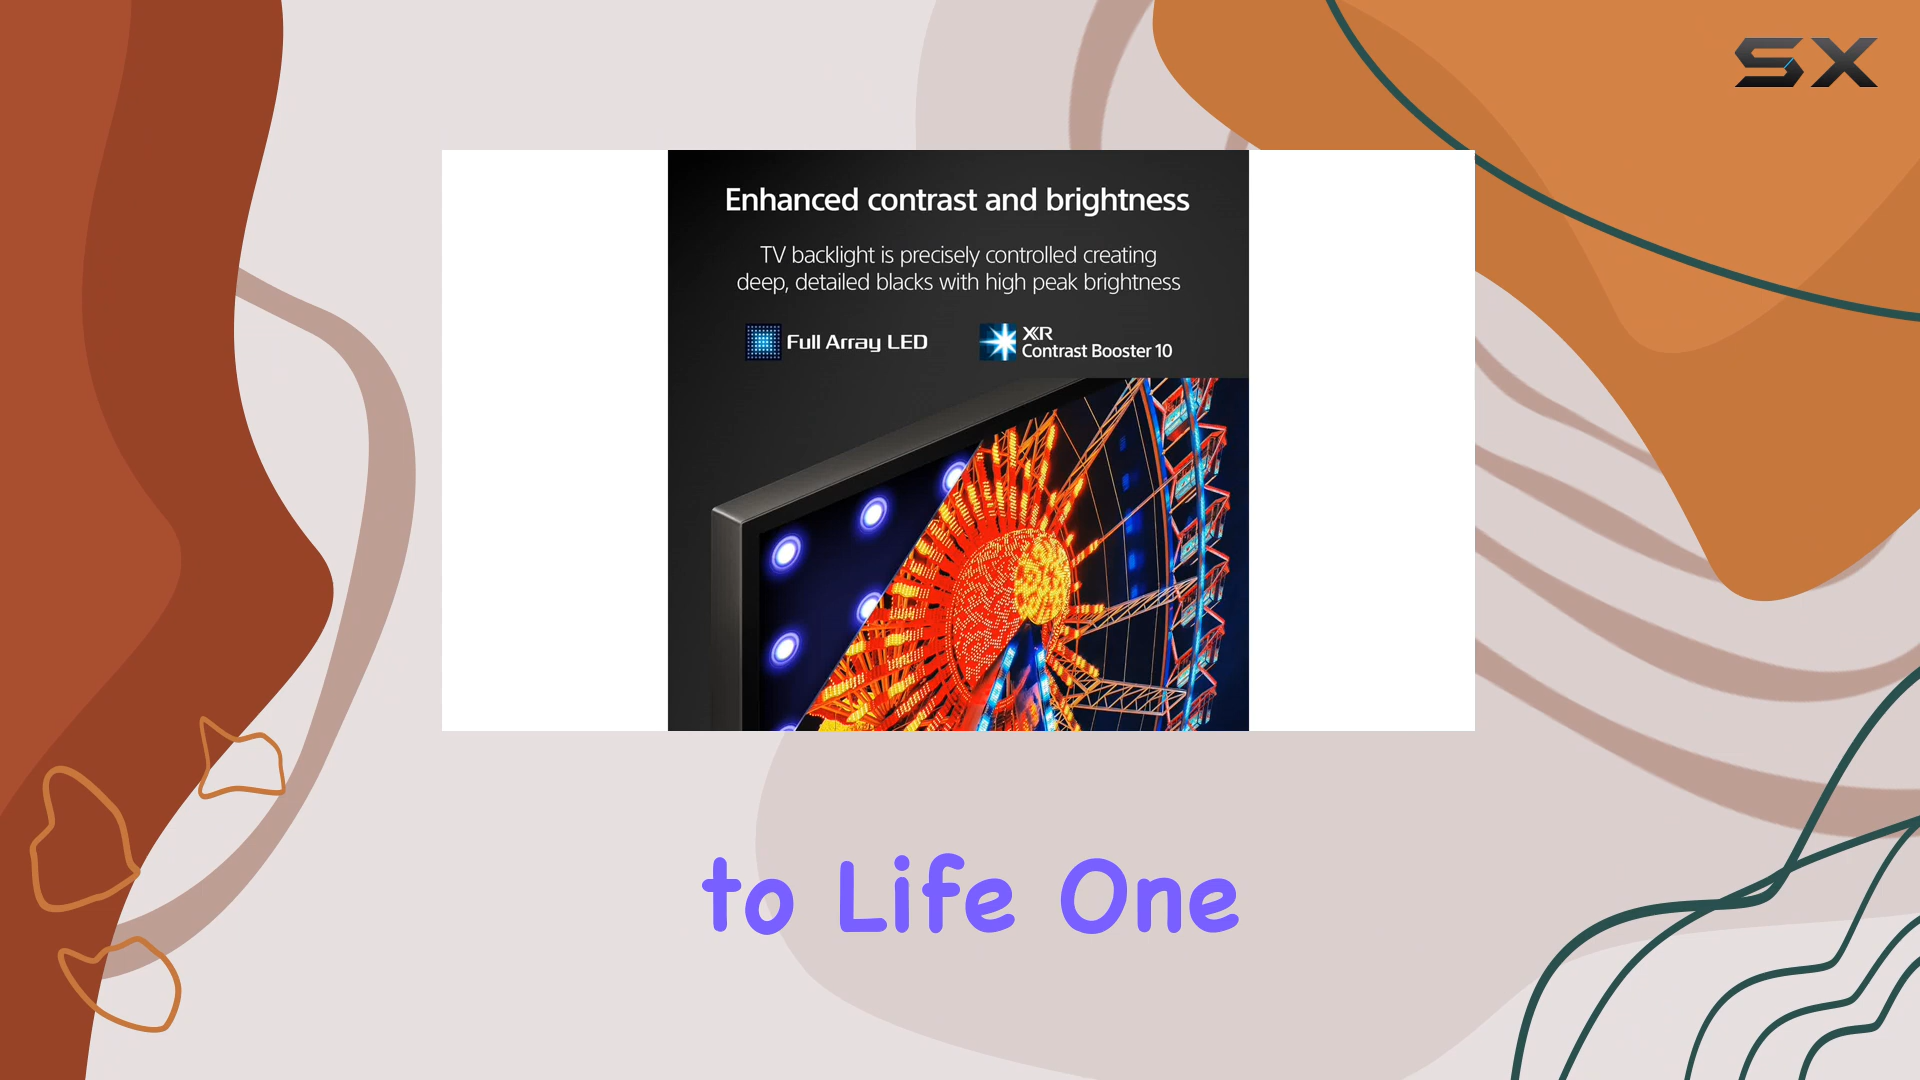 SX
Enhanced contrast and brightness
TV backlight is precisely controlled creating
deep, detailed blacks with high peak brightness
Full Array LED
XR
Contrast Booster 10
to Life One